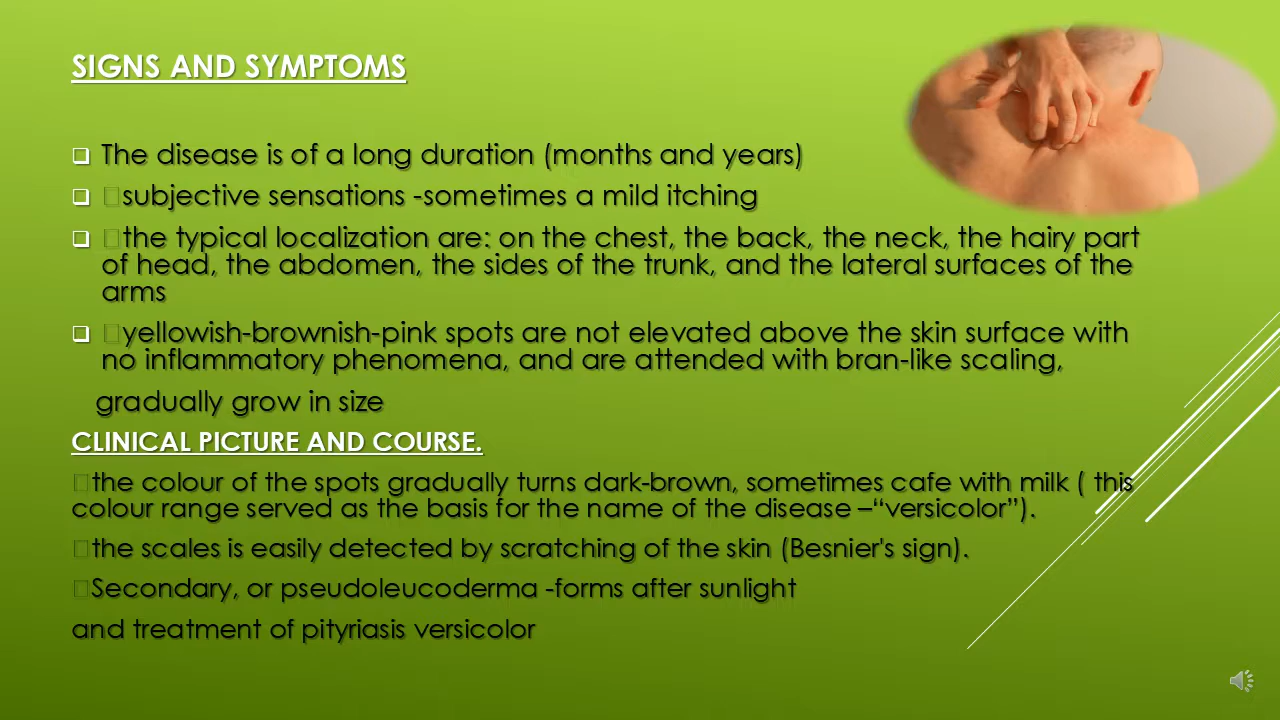 SIGNS AND SYMPTOMS
The disease is of a long duration (months and years)
subjective sensations -sometimes a mild itching
the typical localization are: on the chest, the back, the neck, the hairy part
of head, the abdomen, the sides of the trunk, and the lateral surfaces of the
arms
yellowish-brownish-pink spots are not elevated above the skin surface with
no inflammatory phenomena, and are attended with bran-like scaling,
gradually grow in size
CLINICAL PICTURE AND COURSE.
the colour of the spots gradually turns dark-brown, sometimes cafe with milk ( this
colour range served as the basis for the name of the disease –“versicolor”).
the scales is easily detected by scratching of the skin (Besnier's sign).
Secondary, or pseudoleucoderma -forms after sunlight
and treatment of pityriasis versicolor